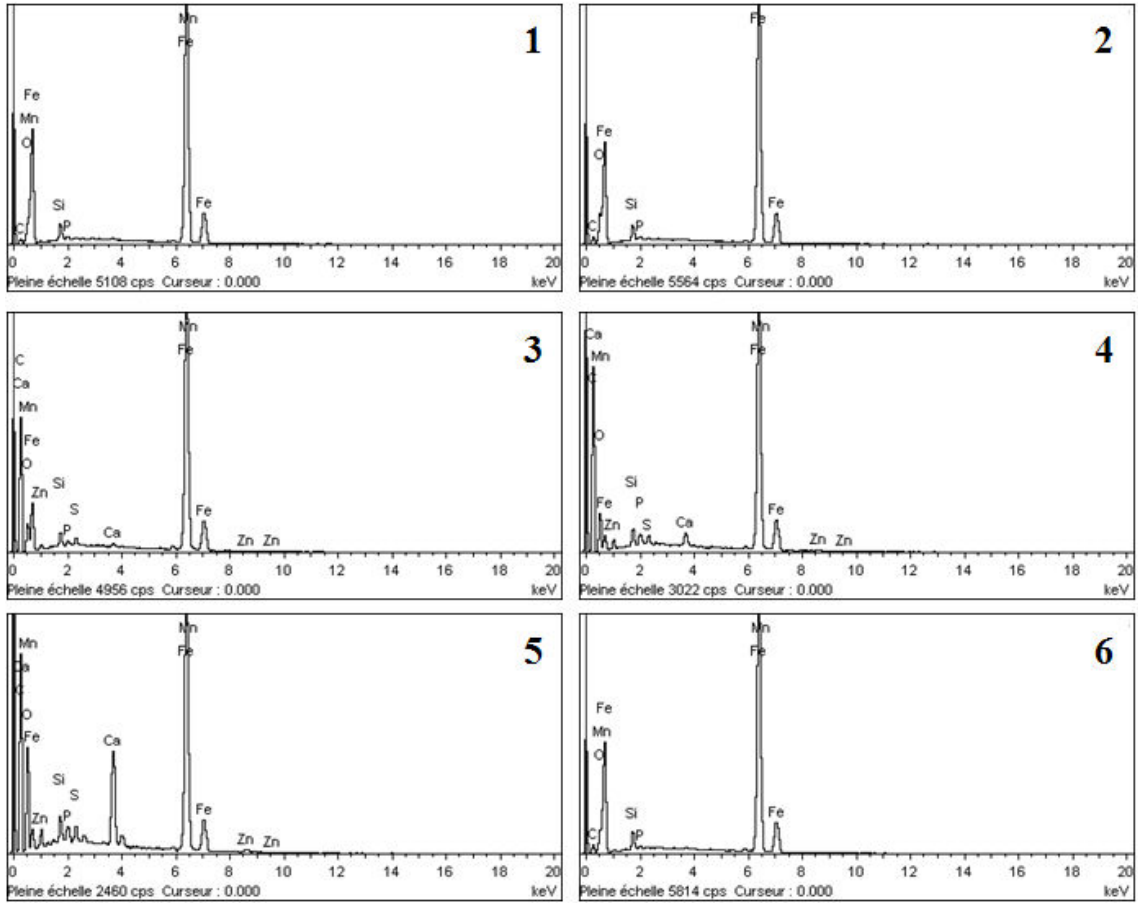 1
Mn
Fe
Fe
Mn
O
Si
P
C
Fe
0 2 4 6 8 10 12 14 16 18 20
Pleine échelle 5108 cps Curseur : 0.000 keV
2
Fe
Fe
O
Si
P
C
Fe
0 2 4 6 8 10 12 14 16 18 20
Pleine échelle 5564 cps Curseur : 0.000 keV
3
Mn
Fe
C
Ca
Mn
Fe
O
Zn
Si
S
P
Ca
Fe
Zn Zn
0 2 4 6 8 10 12 14 16 18 20
Pleine échelle 4956 cps Curseur : 0.000 keV
4
Mn
Fe
Ca
Mn
C
O
Fe
Zn
Si
P
S
Ca
Fe
Zn Zn
0 2 4 6 8 10 12 14 16 18 20
Pleine échelle 3022 cps Curseur : 0.000 keV
5
Mn
Fe
Mn
Ca
C
O
Fe
Zn
Si
S
P
Ca
Fe
Zn Zn
0 2 4 6 8 10 12 14 16 18 20
Pleine échelle 2460 cps Curseur : 0.000 keV
6
Mn
Fe
Fe
Mn
O
Si
P
C
Fe
0 2 4 6 8 10 12 14 16 18 20
Pleine échelle 5814 cps Curseur : 0.000 keV